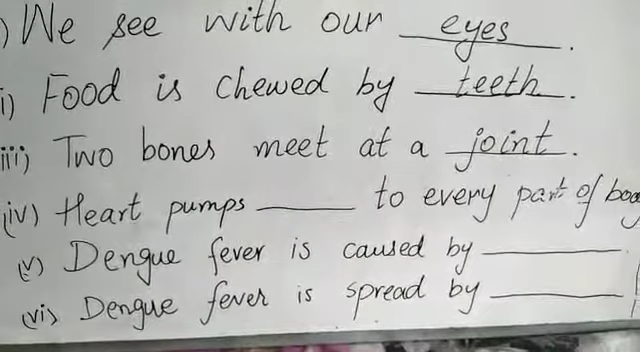 ) We see with our eyes.
i) Food is chewed by teeth.
iii) Two bones meet at a joint.
(iv) Heart pumps ______ to every part of
(v) Dengue fever is caused by ______.
(vi) Dengue fever is spread by ______